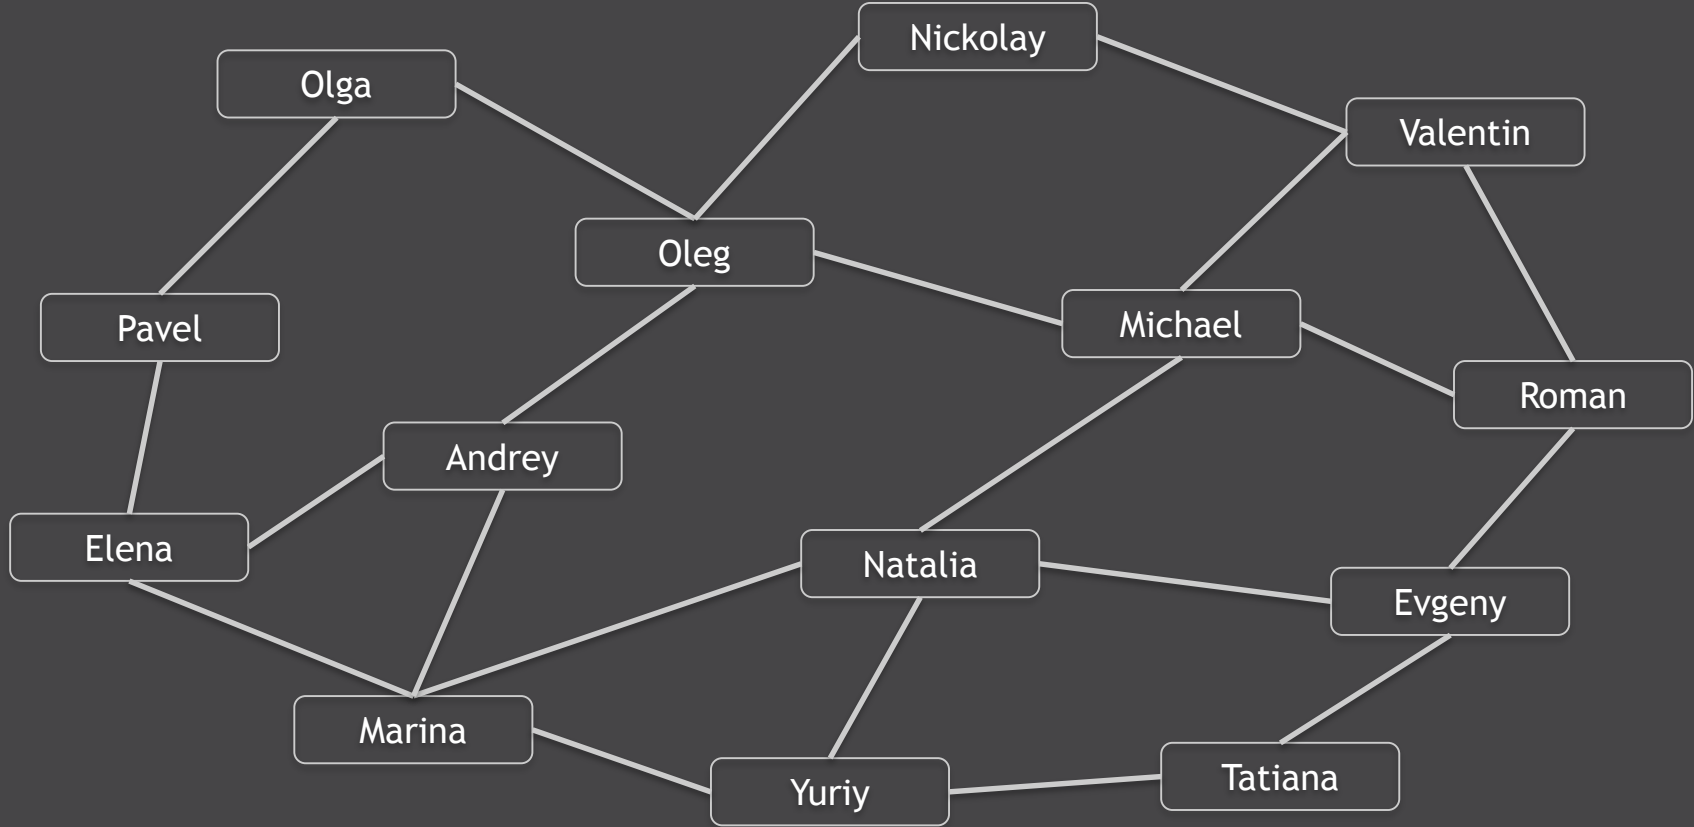 Nickolay
Olga
Valentin
Oleg
Michael
Pavel
Roman
Andrey
Elena
Natalia
Evgeny
Marina
Tatiana
Yuriy